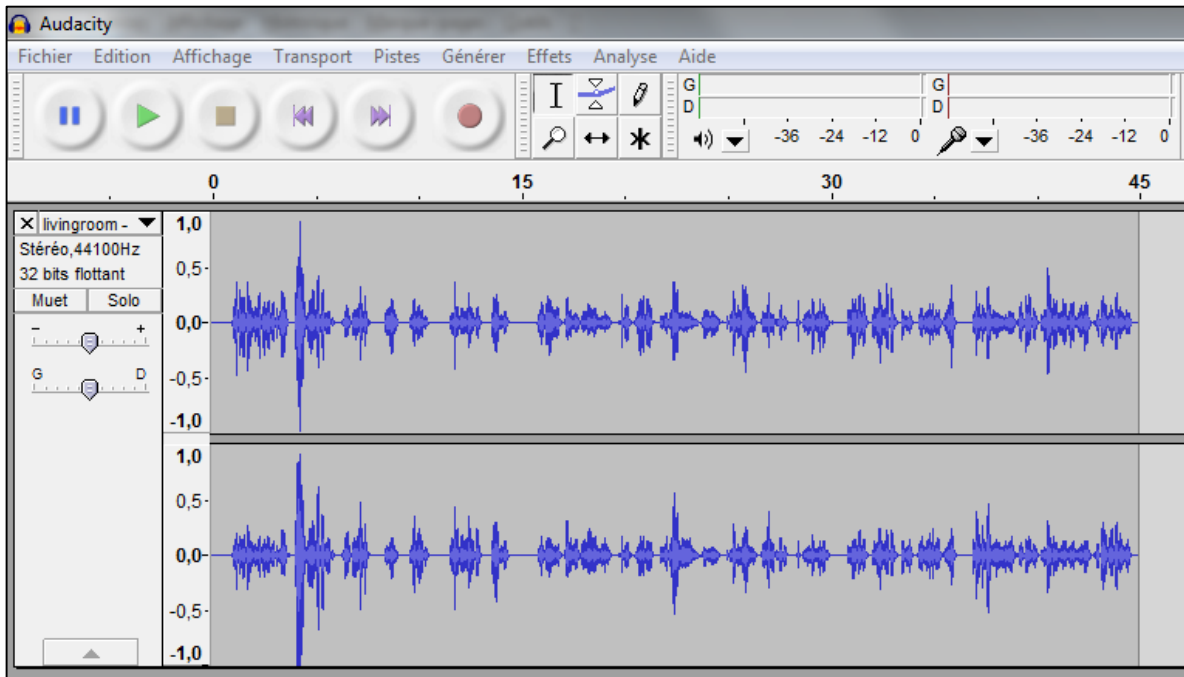 Audacity
Fichier Edition Affichage Transport Pistes Générer Effets Analyse Aide
G G
D D
-36 -24 -12 0 -36 -24 -12 0
0 15 30 45
livingroom - 1,0
Stéréo,44100Hz
32 bits flottant 0,5
Muet Solo
- + 0,0
G D -0,5
-1,0
1,0
0,5
0,0
-0,5
-1,0